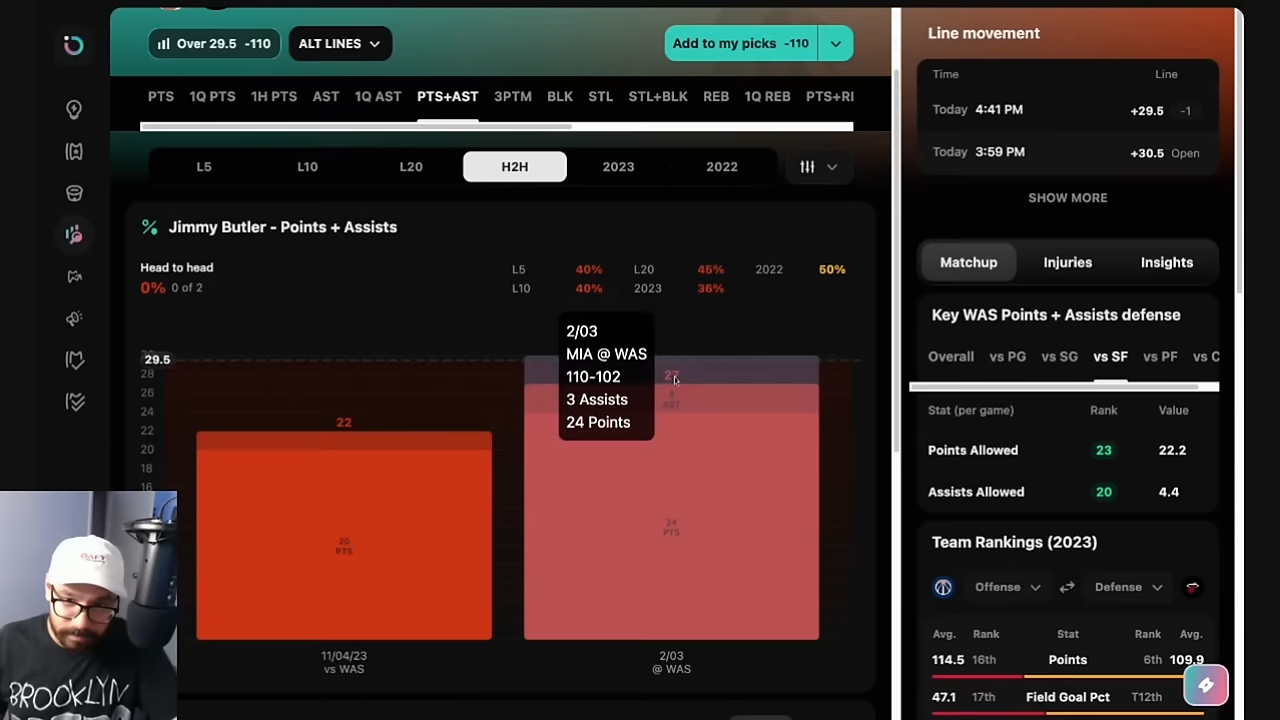 Over 29.5 -110
ALT LINES
Add to my picks -110
PTS 1Q PTS 1H PTS AST 1Q AST PTS+AST 3PTM BLK STL STL+BLK REB 1Q REB PTS+RI
L5 L10 L20 H2H 2023 2022
Jimmy Butler - Points + Assists
Head to head
0% 0 of 2
L5 40% L20 45% 2022 50%
L10 40% 2023 36%
29.5
28
26
24
22
20
18
16
22
20
PTS
11/04/23
vs WAS
27
3
AST
24
PTS
2/03
@ WAS
2/03
MIA @ WAS
110-102
3 Assists
24 Points
BROOKLYN
Line movement
Time Line
Today 4:41 PM +29.5 -1
Today 3:59 PM +30.5 Open
SHOW MORE
Matchup Injuries Insights
Key WAS Points + Assists defense
Overall vs PG vs SG vs SF vs PF vs C
Stat (per game) Rank Value
Points Allowed 23 22.2
Assists Allowed 20 4.4
Team Rankings (2023)
Offense Defense
Avg. Rank Stat Rank Avg.
114.5 16th Points 6th 109.9
47.1 17th Field Goal Pct T12th